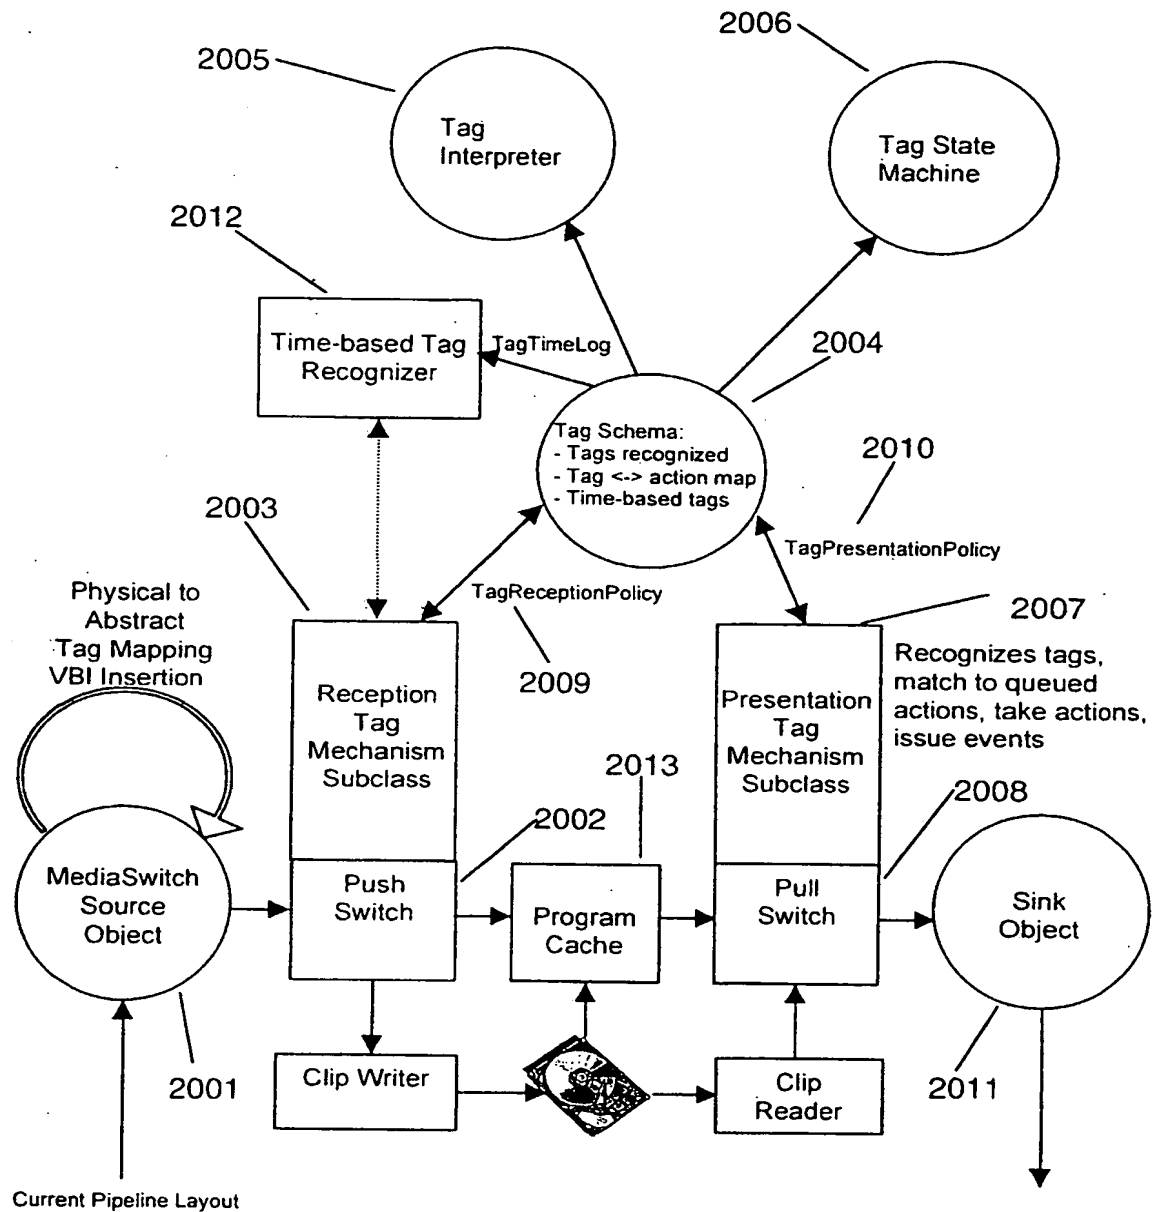 2006
2005
Tag
Interpreter
Tag State
Machine
2012
Time-based Tag
Recognizer
TagTimeLog
2004
Tag Schema:
- Tags recognized
- Tag <-> action map
- Time-based tags
2010
2003
TagPresentationPolicy
Physical to
Abstract
Tag Mapping
VBI Insertion
TagReceptionPolicy
2009
2007
Recognizes tags,
match to queued
actions, take actions,
issue events
Reception
Tag
Mechanism
Subclass
Presentation
Tag
Mechanism
Subclass
2013
2002
2008
MediaSwitch
Source
Object
Push
Switch
Program
Cache
Pull
Switch
Sink
Object
2001
Clip Writer
Clip
Reader
2011
Current Pipeline Layout